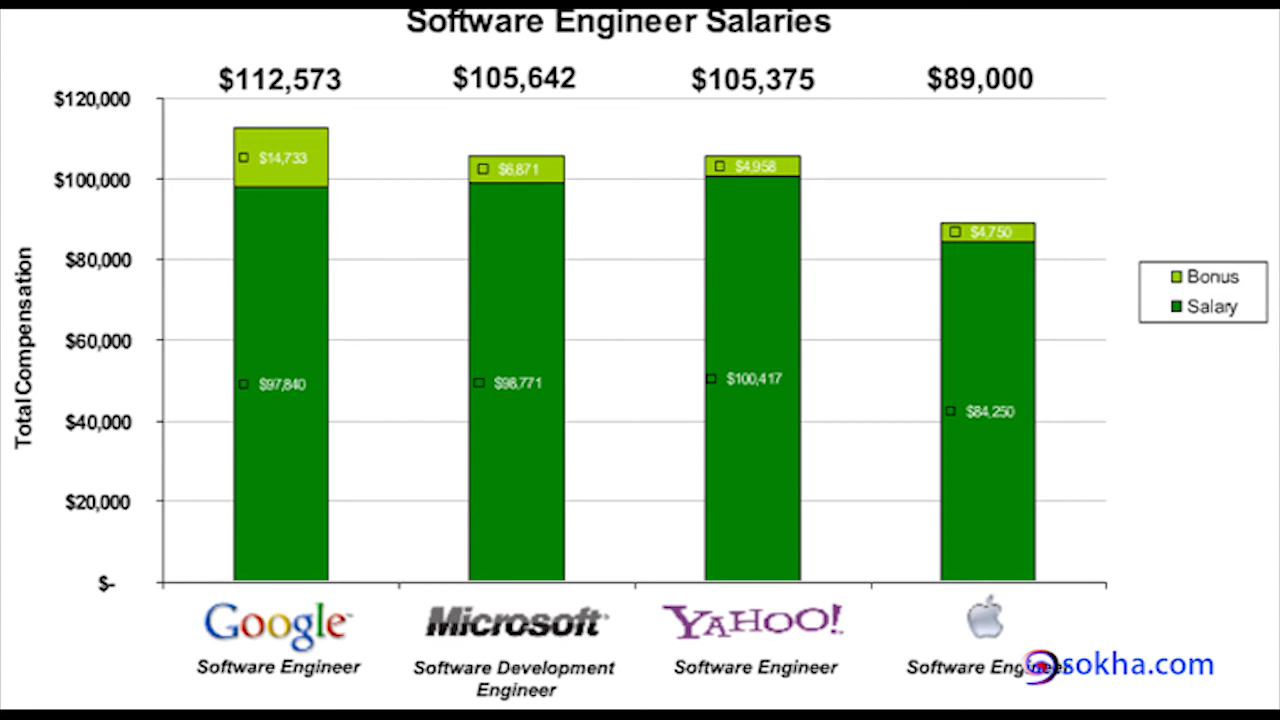 Software Engineer Salaries
$112,573 $105,642 $105,375 $89,000
$120,000
$100,000
$80,000
$60,000
$40,000
$20,000
$-
Total Compensation
$14,733 $6,871 $4,958 $4,750
$97,840 $98,771 $100,417 $84,250
Bonus
Salary
Google™ Microsoft® YAHOO!
Software Engineer Software Development Engineer Software Engineer Software Engineer
sokha.com